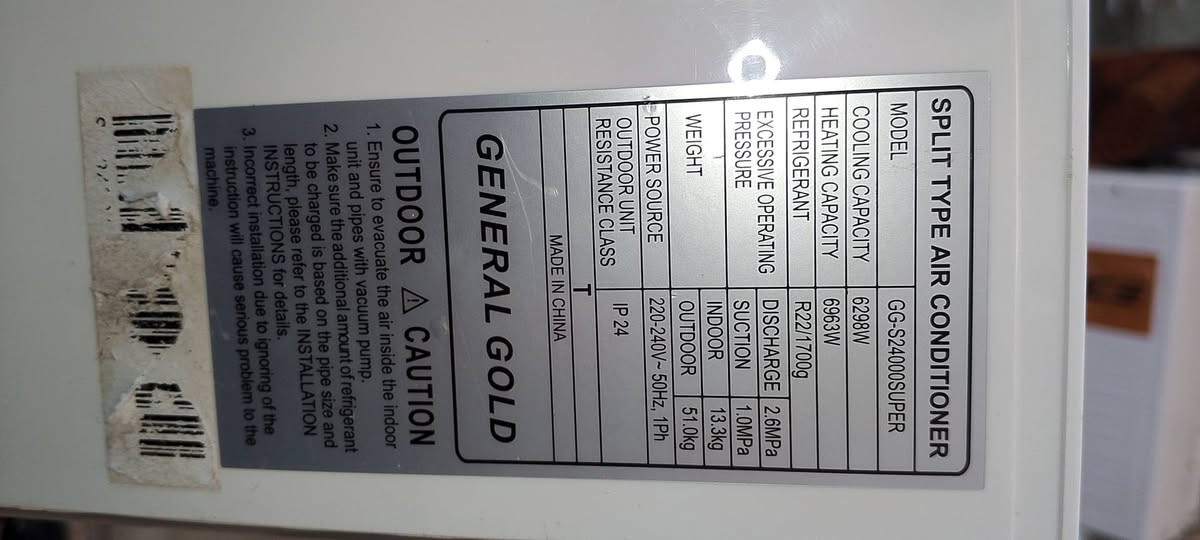 SPLIT TYPE AIR CONDITIONER
MODEL GG-S24000SUPER
COOLING CAPACITY 6298W
HEATING CAPACITY 6963W
REFRIGERANT R22/1700g
EXCESSIVE OPERATING PRESSURE DISCHARGE 2.6MPa
SUCTION 1.0MPa
WEIGHT INDOOR 13.3kg
OUTDOOR 51.0kg
POWER SOURCE 220-240V~ 50Hz, 1Ph
OUTDOOR UNIT
RESISTANCE CLASS IP 24
T
MADE IN CHINA
GENERAL GOLD
OUTDOOR ⚠ CAUTION
1. Ensure to evacuate the air inside the indoor
unit and pipes with vacuum pump.
2. Make sure the additional amount of refrigerant
to be charged is based on the pipe size and
length, please refer to the INSTALLATION
INSTRUCTIONS for details.
3. Incorrect installation due to ignoring of the
instruction will cause serious problem to the
machine.